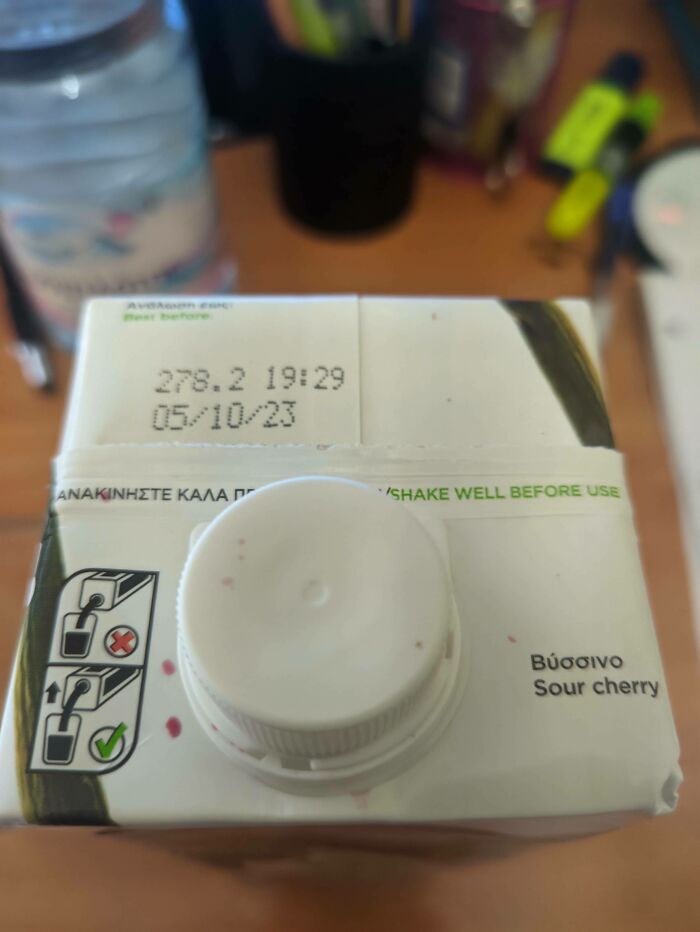 Ανάλωση έως:
Best before:
278.2 19:29
05/10/23
ΑΝΑΚΙΝΗΣΤΕ ΚΑΛΑ /SHAKE WELL BEFORE USE
Βύσσινο
Sour cherry